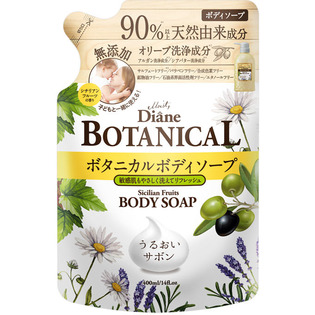 ボディソープ
90%以上天然由来成分
オリーブ洗浄成分
無添加
シチリアンフルーツの香り
子どもと一緒に使える!
Moist
Diane
BOTANICAL
ボタニカルボディソープ
敏感肌もやさしく洗えてリフレッシュ
Sicilian Fruits
BODY SOAP
うるおい
サボン
400ml/14fl.oz